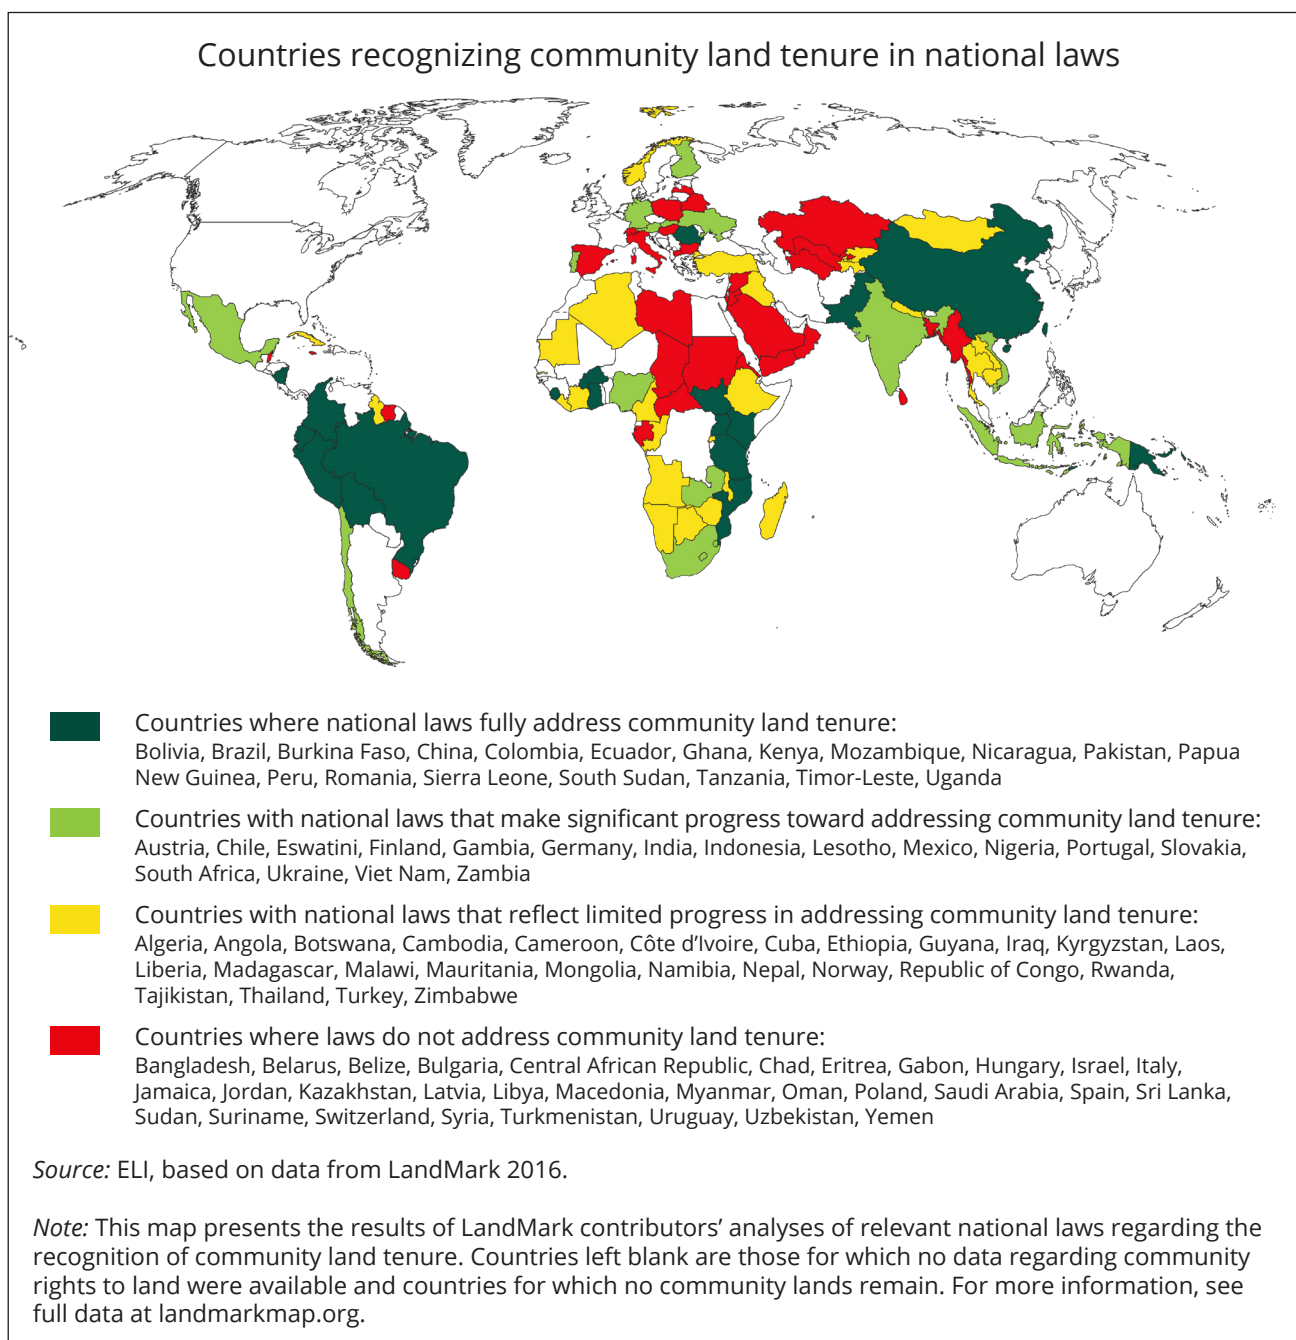 Countries recognizing community land tenure in national laws
Countries where national laws fully address community land tenure:
Bolivia, Brazil, Burkina Faso, China, Colombia, Ecuador, Ghana, Kenya, Mozambique, Nicaragua, Pakistan, Papua
New Guinea, Peru, Romania, Sierra Leone, South Sudan, Tanzania, Timor-Leste, Uganda
Countries with national laws that make significant progress toward addressing community land tenure:
Austria, Chile, Eswatini, Finland, Gambia, Germany, India, Indonesia, Lesotho, Mexico, Nigeria, Portugal, Slovakia,
South Africa, Ukraine, Viet Nam, Zambia
Countries with national laws that reflect limited progress in addressing community land tenure:
Algeria, Angola, Botswana, Cambodia, Cameroon, Côte d’Ivoire, Cuba, Ethiopia, Guyana, Iraq, Kyrgyzstan, Laos,
Liberia, Madagascar, Malawi, Mauritania, Mongolia, Namibia, Nepal, Norway, Republic of Congo, Rwanda,
Tajikistan, Thailand, Turkey, Zimbabwe
Countries where laws do not address community land tenure:
Bangladesh, Belarus, Belize, Bulgaria, Central African Republic, Chad, Eritrea, Gabon, Hungary, Israel, Italy,
Jamaica, Jordan, Kazakhstan, Latvia, Libya, Macedonia, Myanmar, Oman, Poland, Saudi Arabia, Spain, Sri Lanka,
Sudan, Suriname, Switzerland, Syria, Turkmenistan, Uruguay, Uzbekistan, Yemen
Source: ELI, based on data from LandMark 2016.
Note: This map presents the results of LandMark contributors’ analyses of relevant national laws regarding the
recognition of community land tenure. Countries left blank are those for which no data regarding community
rights to land were available and countries for which no community lands remain. For more information, see
full data at landmarkmap.org.